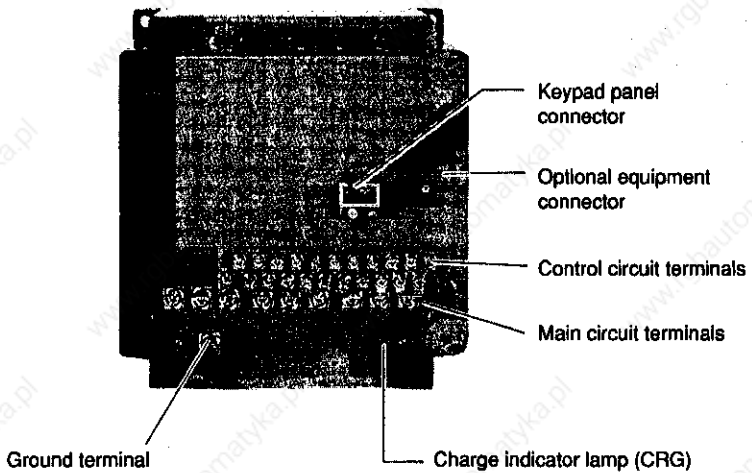 Keypad panel
connector
Optional equipment
connector
Control circuit terminals
Main circuit terminals
Ground terminal
Charge indicator lamp (CRG)